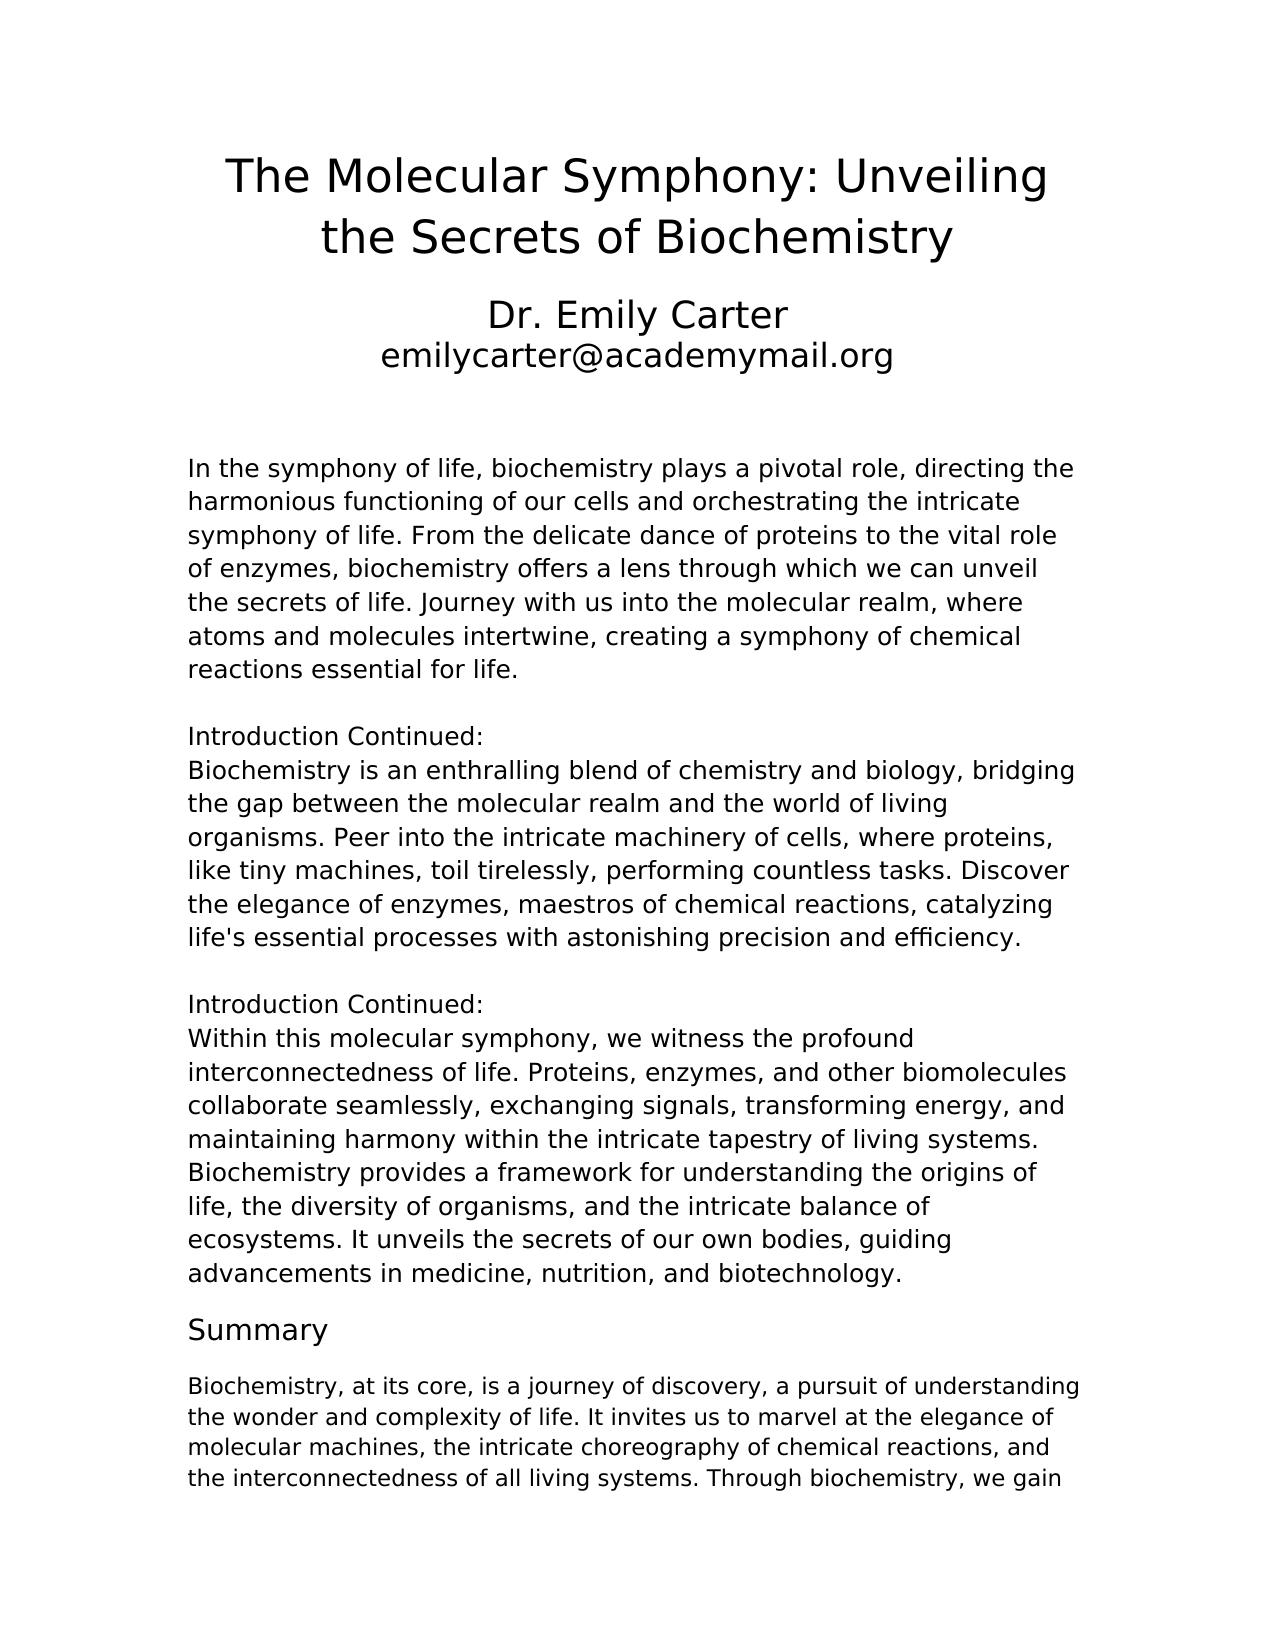 The Molecular Symphony: Unveiling
the Secrets of Biochemistry
Dr. Emily Carter
emilycarter@academymail.org
In the symphony of life, biochemistry plays a pivotal role, directing the
harmonious functioning of our cells and orchestrating the intricate
symphony of life. From the delicate dance of proteins to the vital role
of enzymes, biochemistry offers a lens through which we can unveil
the secrets of life. Journey with us into the molecular realm, where
atoms and molecules intertwine, creating a symphony of chemical
reactions essential for life.
Introduction Continued:
Biochemistry is an enthralling blend of chemistry and biology, bridging
the gap between the molecular realm and the world of living
organisms. Peer into the intricate machinery of cells, where proteins,
like tiny machines, toil tirelessly, performing countless tasks. Discover
the elegance of enzymes, maestros of chemical reactions, catalyzing
life's essential processes with astonishing precision and efficiency.
Introduction Continued:
Within this molecular symphony, we witness the profound
interconnectedness of life. Proteins, enzymes, and other biomolecules
collaborate seamlessly, exchanging signals, transforming energy, and
maintaining harmony within the intricate tapestry of living systems.
Biochemistry provides a framework for understanding the origins of
life, the diversity of organisms, and the intricate balance of
ecosystems. It unveils the secrets of our own bodies, guiding
advancements in medicine, nutrition, and biotechnology.
Summary
Biochemistry, at its core, is a journey of discovery, a pursuit of understanding
the wonder and complexity of life. It invites us to marvel at the elegance of
molecular machines, the intricate choreography of chemical reactions, and
the interconnectedness of all living systems. Through biochemistry, we gain